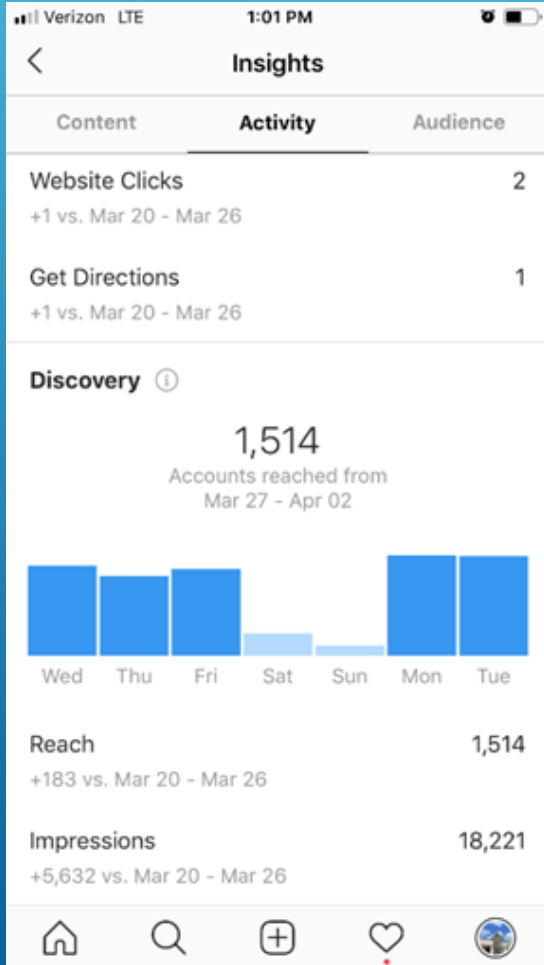 Verizon LTE 1:01 PM
Insights
Content Activity Audience
Website Clicks 2
+1 vs. Mar 20 - Mar 26
Get Directions 1
+1 vs. Mar 20 - Mar 26
Discovery
1,514
Accounts reached from
Mar 27 - Apr 02
Wed Thu Fri Sat Sun Mon Tue
Reach 1,514
+183 vs. Mar 20 - Mar 26
Impressions 18,221
+5,632 vs. Mar 20 - Mar 26